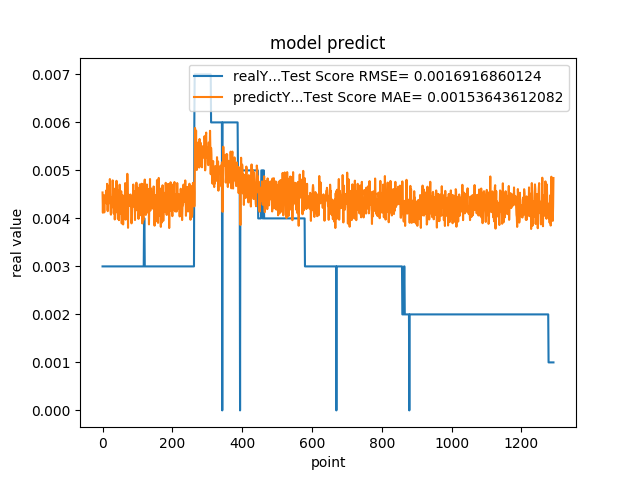 model predict
realY...Test Score RMSE= 0.0016916860124
predictY...Test Score MAE= 0.00153643612082
0.007
0.006
0.005
0.004
0.003
0.002
0.001
0.000
real value
0 200 400 600 800 1000 1200
point